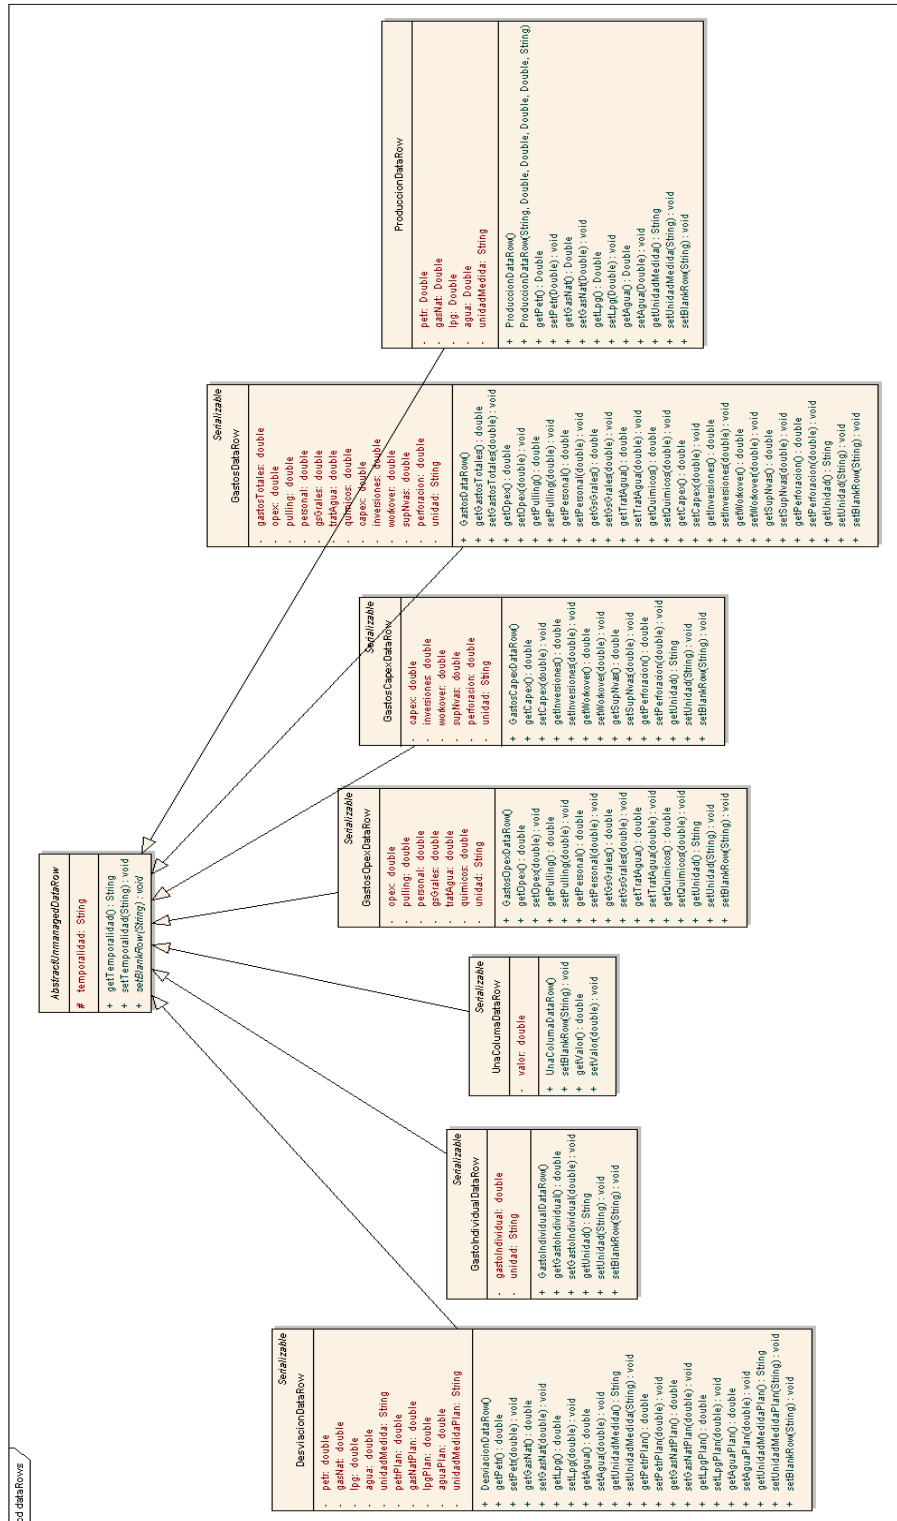 cd dataRows
AbstractUnmanagedDataRow
# temporalidad: String
+ getTemporalidad() : String
+ setTemporalidad(String) : void
+ setBlankRow(String) : void
Serializable
DesviacionDataRow
- petr: double
- gasNat: double
- lpg: double
- agua: double
- unidadMedida: String
- petrPlan: double
- gasNatPlan: double
- lpgPlan: double
- aguaPlan: double
- unidadMedidaPlan: String
+ DesviacionDataRow()
+ getPetr() : double
+ setPetr(double) : void
+ getGasNat() : double
+ setGasNat(double) : void
+ getLpg() : double
+ setLpg(double) : void
+ getAgua() : double
+ setAgua(double) : void
+ getUnidadMedida() : String
+ setUnidadMedida(String) : void
+ getPetrPlan() : double
+ setPetrPlan(double) : void
+ getGasNatPlan() : double
+ setGasNatPlan(double) : void
+ getLpgPlan() : double
+ setLpgPlan(double) : void
+ getAguaPlan() : double
+ setAguaPlan(double) : void
+ getUnidadMedidaPlan() : String
+ setUnidadMedidaPlan(String) : void
+ setBlankRow(String) : void
Serializable
GastoIndividualDataRow
- gastoIndividual: double
- unidad: String
+ GastoIndividualDataRow()
+ getGastoIndividual() : double
+ setGastoIndividual(double) : void
+ getUnidad() : String
+ setUnidad(String) : void
+ setBlankRow(String) : void
Serializable
UnaColumaDataRow
- valor: double
+ UnaColumaDataRow()
+ setBlankRow(String) : void
+ getValor() : double
+ setValor(double) : void
Serializable
GastosOpexDataRow
- opex: double
- pulling: double
- personal: double
- gsGrales: double
- tratAgua: double
- quimicos: double
- unidad: String
+ GastosOpexDataRow()
+ getOpex() : double
+ setOpex(double) : void
+ getPulling() : double
+ setPulling(double) : void
+ getPersonal() : double
+ setPersonal(double) : void
+ getGsGrales() : double
+ setGsGrales(double) : void
+ getTratAgua() : double
+ setTratAgua(double) : void
+ getQuimicos() : double
+ setQuimicos(double) : void
+ getUnidad() : String
+ setUnidad(String) : void
+ setBlankRow(String) : void
Serializable
GastosCapexDataRow
- capex: double
- inversiones: double
- workover: double
- supNvas: double
- perforacion: double
- unidad: String
+ GastosCapexDataRow()
+ getCapex() : double
+ setCapex(double) : void
+ getInversiones() : double
+ setInversiones(double) : void
+ getWorkover() : double
+ setWorkover(double) : void
+ getSupNvas() : double
+ setSupNvas(double) : void
+ getPerforacion() : double
+ setPerforacion(double) : void
+ getUnidad() : String
+ setUnidad(String) : void
+ setBlankRow(String) : void
Serializable
GastosDataRow
- gastosTotales: double
- opex: double
- pulling: double
- personal: double
- gsGrales: double
- tratAgua: double
- quimicos: double
- capex: double
- inversiones: double
- workover: double
- supNvas: double
- perforacion: double
- unidad: String
+ GastosDataRow()
+ getGastosTotales() : double
+ setGastosTotales(double) : void
+ getOpex() : double
+ setOpex(double) : void
+ getPulling() : double
+ setPulling(double) : void
+ getPersonal() : double
+ setPersonal(double) : void
+ getGsGrales() : double
+ setGsGrales(double) : void
+ getTratAgua() : double
+ setTratAgua(double) : void
+ getQuimicos() : double
+ setQuimicos(double) : void
+ getCapex() : double
+ setCapex(double) : void
+ getInversiones() : double
+ setInversiones(double) : void
+ getWorkover() : double
+ setWorkover(double) : void
+ getSupNvas() : double
+ setSupNvas(double) : void
+ getPerforacion() : double
+ setPerforacion(double) : void
+ getUnidad() : String
+ setUnidad(String) : void
+ setBlankRow(String) : void
ProduccionDataRow
- petr: Double
- gasNat: Double
- lpg: Double
- agua: Double
- unidadMedida: String
+ ProduccionDataRow()
+ ProduccionDataRow(String, Double, Double, Double, Double, String)
+ getPetr() : Double
+ setPetr(Double) : void
+ getGasNat() : Double
+ setGasNat(Double) : void
+ getLpg() : Double
+ setLpg(Double) : void
+ getAgua() : Double
+ setAgua(Double) : void
+ getUnidadMedida() : String
+ setUnidadMedida(String) : void
+ setBlankRow(String) : void